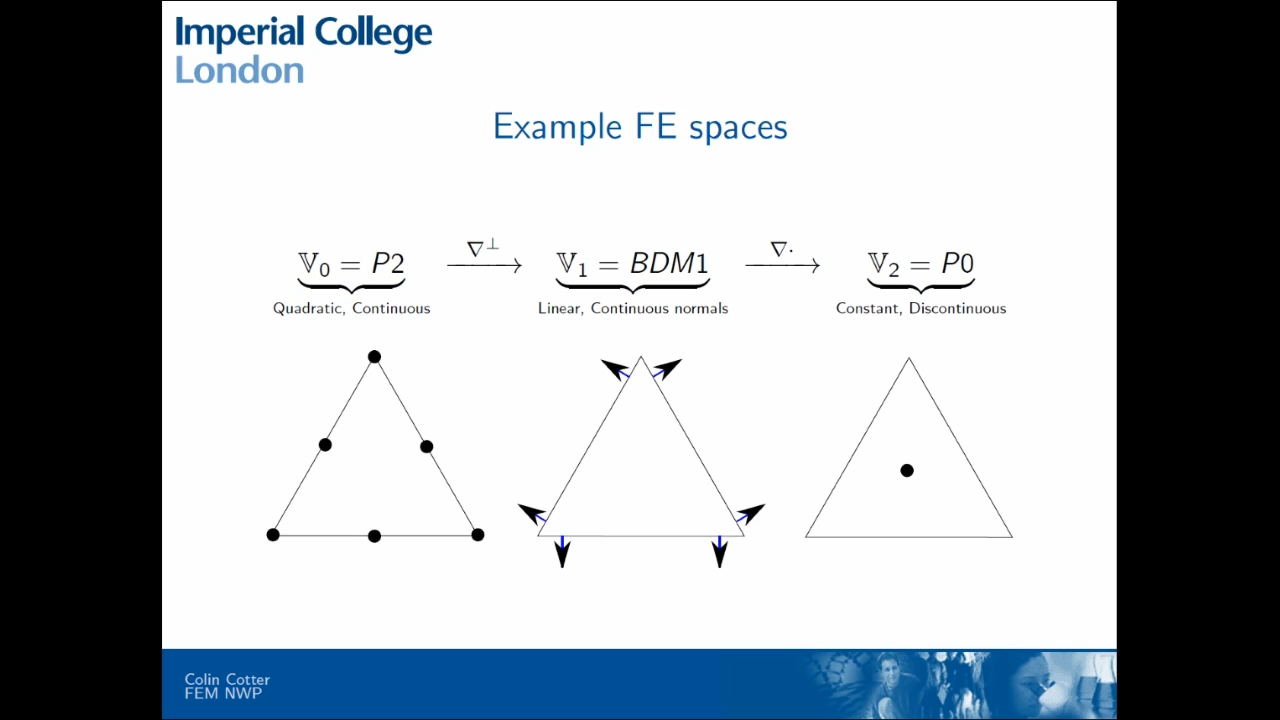 Imperial College
London
Example FE spaces
∇⊥ ∇·
𝕍0 = P2 ⟶ 𝕍1 = BDM1 ⟶ 𝕍2 = P0
Quadratic, Continuous Linear, Continuous normals Constant, Discontinuous
Colin Cotter
FEM NWP